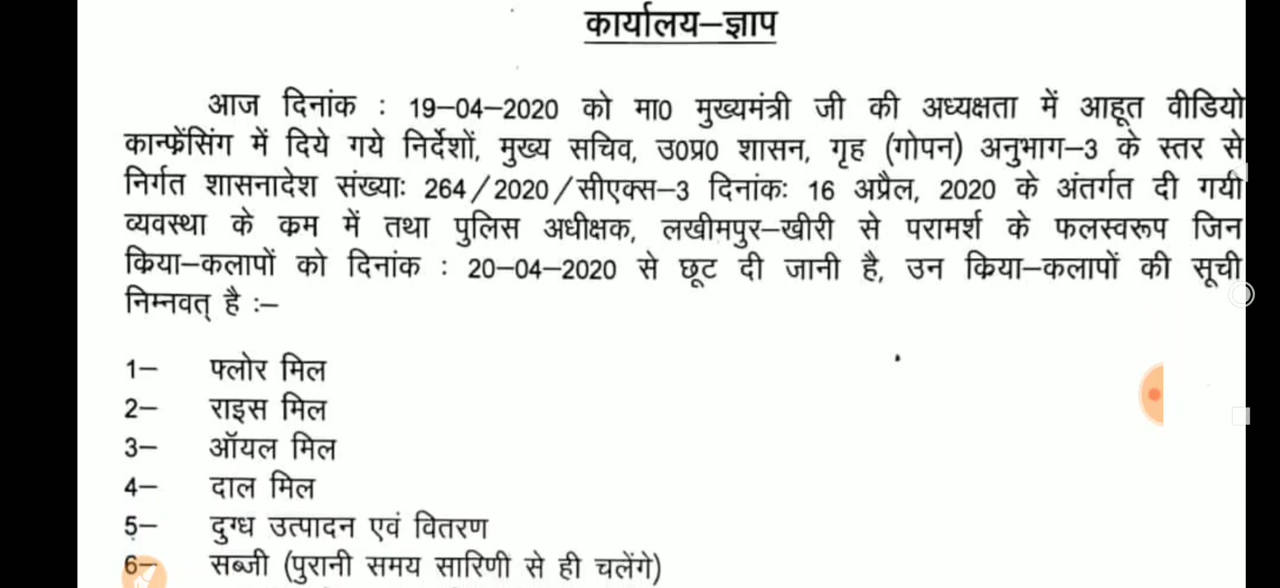 कार्यालय–ज्ञाप
आज दिनांक : 19–04–2020 को मा0 मुख्यमंत्री जी की अध्यक्षता में आहूत वीडियो
कान्फ्रेंसिंग में दिये गये निर्देशों, मुख्य सचिव, उ0प्र0 शासन, गृह (गोपन) अनुभाग–3 के स्तर से
निर्गत शासनादेश संख्याः 264/2020/सीएक्स–3 दिनांकः 16 अप्रैल, 2020 के अंतर्गत दी गयी
व्यवस्था के कम में तथा पुलिस अधीक्षक, लखीमपुर–खीरी से परामर्श के फलस्वरूप जिन
क्रिया–कलापों को दिनांक : 20–04–2020 से छूट दी जानी है, उन क्रिया–कलापों की सूची
निम्नवत् है :–
1– फ्लोर मिल
2– राइस मिल
3– ऑयल मिल
4– दाल मिल
5– दुग्ध उत्पादन एवं वितरण
6– सब्जी (पुरानी समय सारिणी से ही चलेंगे)